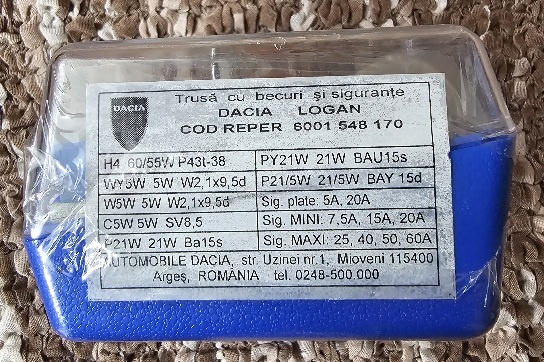 DACIA
Trusă cu becuri şi siguranţe
DACIA LOGAN
COD REPER 6001 548 170
H4 60/55W P43t-38
PY21W 21W BAU15s
WY5W 5W W2,1x9,5d
P21/5W 21/5W BAY 15d
W5W 5W W2,1x9,5d
Sig. plate: 5A, 20A
C5W 5W SV8,5
Sig. MINI: 7,5A, 15A, 20A
P21W 21W Ba15s
Sig. MAXI: 25, 40, 50, 60A
AUTOMOBILE DACIA, str. Uzinei nr.1, Mioveni 115400
Argeş, ROMÂNIA tel. 0248-500.000